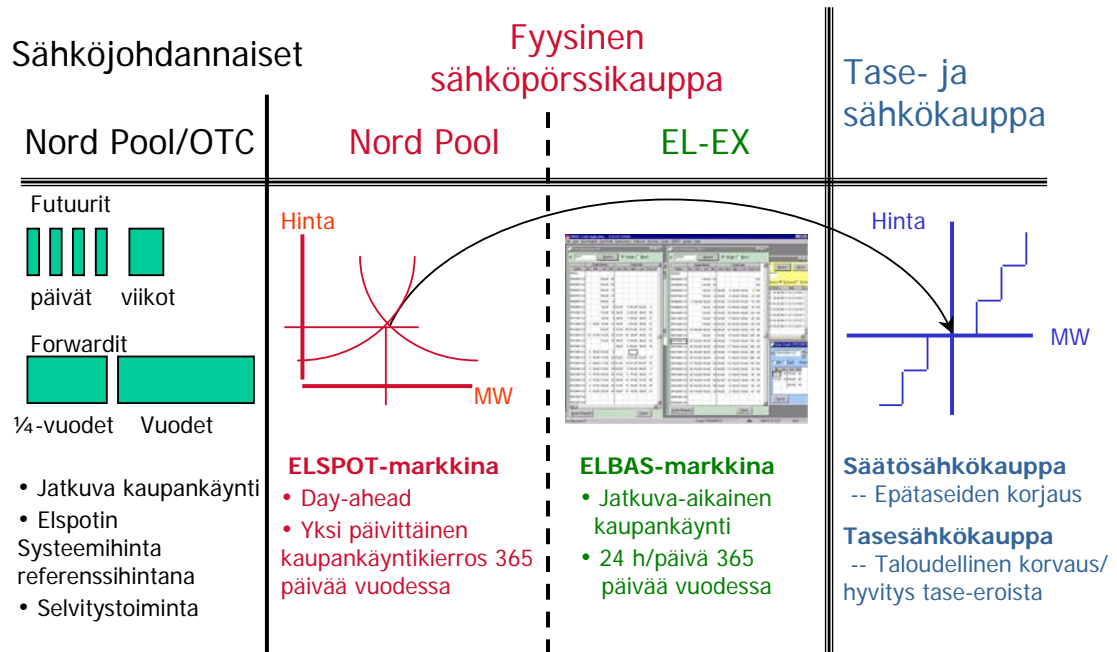 Sähköjohdannaiset
Nord Pool/OTC
Futuurit
päivät viikot
Forwardit
¼-vuodet Vuodet
• Jatkuva kaupankäynti
• Elspotin
Systeemihinta
referenssihintana
• Selvitystoiminta
Fyysinen
sähköpörssikauppa
Nord Pool
Hinta
MW
ELSPOT-markkina
• Day-ahead
• Yksi päivittäinen
kaupankäyntikierros 365
päivää vuodessa
EL-EX
ELBAS-markkina
• Jatkuva-aikainen
kaupankäynti
• 24 h/päivä 365
päivää vuodessa
Tase- ja
sähkökauppa
Hinta
MW
Säätösähkökauppa
-- Epätaseiden korjaus
Tasesähkökauppa
-- Taloudellinen korvaus/
hyvitys tase-eroista